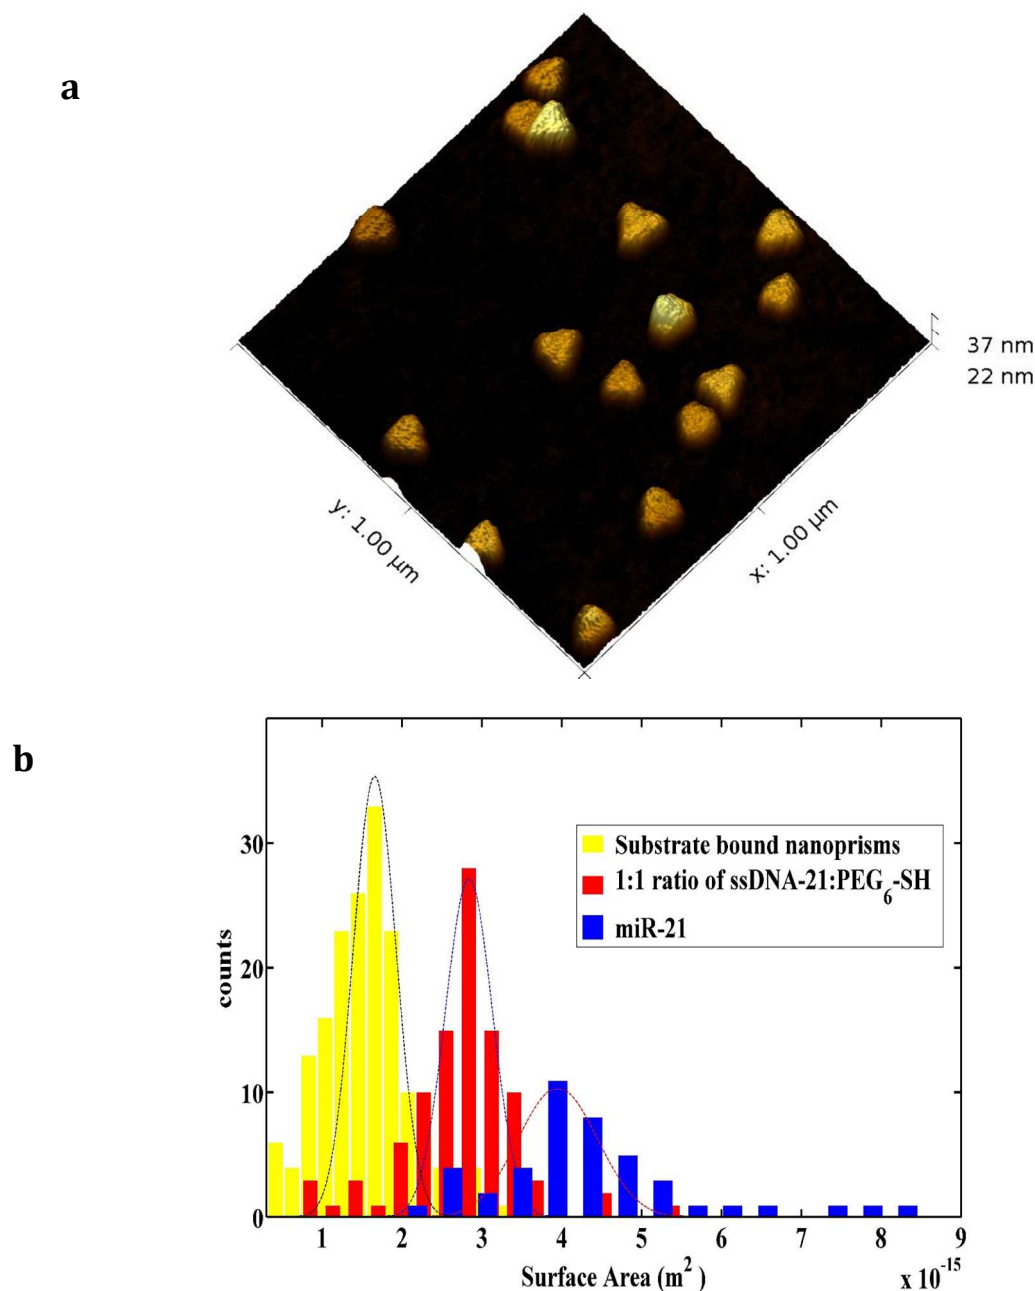 a
37 nm
22 nm
y: 1.00 µm
x: 1.00 µm
b
counts
30
20
10
0
Substrate bound nanoprisms
1:1 ratio of ssDNA-21:PEG6-SH
miR-21
1 2 3 4 5 6 7 8 9
Surface Area (m²)
x 10⁻¹⁵